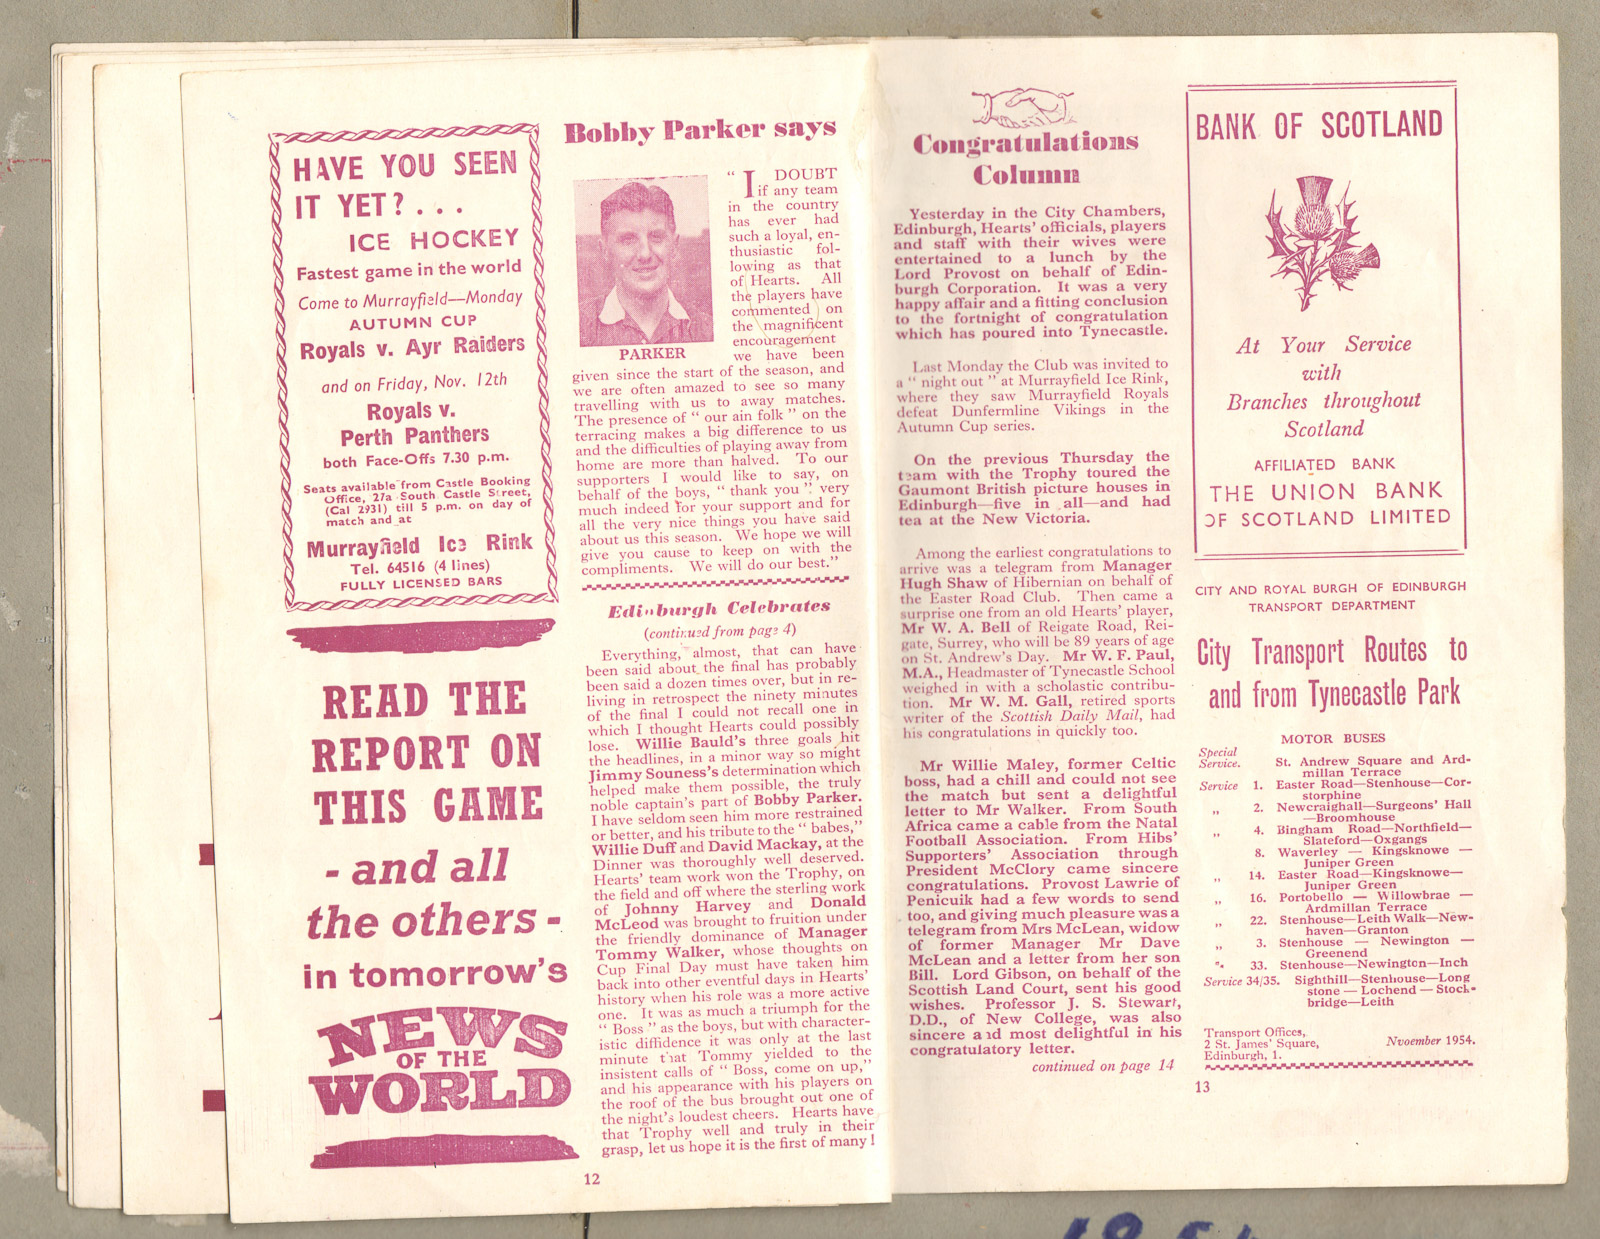 HAVE YOU SEEN
IT YET? . . .
ICE HOCKEY
Fastest game in the world
Come to Murrayfield—Monday
AUTUMN CUP
Royals v. Ayr Raiders
and on Friday, Nov. 12th
Royals v.
Perth Panthers
both Face-Offs 7.30 p.m.
Seats available from Castle Booking
Office, 27a South Castle Street,
(Cal 2931) till 5 p.m. on day of
match and at
Murrayfield Ice Rink
Tel. 64516 (4 lines)
FULLY LICENSED BARS
READ THE
REPORT ON
THIS GAME
- and all
the others -
in tomorrow's
NEWS
OF THE
WORLD
Bobby Parker says
PARKER
" I DOUBT
if any team
in the country
has ever had
such a loyal, en-
thusiastic fol-
lowing as that
of Hearts. All
the players have
commented on
the magnificent
encouragement
we have been
given since the start of the season, and
we are often amazed to see so many
travelling with us to away matches.
The presence of " our ain folk " on the
terracing makes a big difference to us
and the difficulties of playing away from
home are more than halved. To our
supporters I would like to say, on
behalf of the boys, " thank you " very
much indeed for your support and for
all the very nice things you have said
about us this season. We hope we will
give you cause to keep on with the
compliments. We will do our best."
Edinburgh Celebrates
(continued from page 4)
Everything, almost, that can have
been said about the final has probably
been said a dozen times over, but in re-
living in retrospect the ninety minutes
of the final I could not recall one in
which I thought Hearts could possibly
lose. Willie Bauld's three goals hit
the headlines, in a minor way so might
Jimmy Souness's determination which
helped make them possible, the truly
noble captain's part of Bobby Parker.
I have seldom seen him more restrained
or better, and his tribute to the " babes,"
Willie Duff and David Mackay, at the
Dinner was thoroughly well deserved.
Hearts' team work won the Trophy, on
the field and off where the sterling work
of Johnny Harvey and Donald
McLeod was brought to fruition under
the friendly dominance of Manager
Tommy Walker, whose thoughts on
Cup Final Day must have taken him
back into other eventful days in Hearts'
history when his role was a more active
one. It was as much a triumph for the
" Boss " as the boys, but with character-
istic diffidence it was only at the last
minute that Tommy yielded to the
insistent calls of " Boss, come on up,"
and his appearance with his players on
the roof of the bus brought out one of
the night's loudest cheers. Hearts have
that Trophy well and truly in their
grasp, let us hope it is the first of many !
12
Congratulations
Column
Yesterday in the City Chambers,
Edinburgh, Hearts' officials, players
and staff with their wives were
entertained to a lunch by the
Lord Provost on behalf of Edin-
burgh Corporation. It was a very
happy affair and a fitting conclusion
to the fortnight of congratulation
which has poured into Tynecastle.
Last Monday the Club was invited to
a " night out " at Murrayfield Ice Rink,
where they saw Murrayfield Royals
defeat Dunfermline Vikings in the
Autumn Cup series.
On the previous Thursday the
team with the Trophy toured the
Gaumont British picture houses in
Edinburgh—five in all—and had
tea at the New Victoria.
Among the earliest congratulations to
arrive was a telegram from Manager
Hugh Shaw of Hibernian on behalf of
the Easter Road Club. Then came a
surprise one from an old Hearts' player,
Mr W. A. Bell of Reigate Road, Rei-
gate, Surrey, who will be 89 years of age
on St. Andrew's Day. Mr W. F. Paul,
M.A., Headmaster of Tynecastle School
weighed in with a scholastic contribu-
tion. Mr W. M. Gall, retired sports
writer of the Scottish Daily Mail, had
his congratulations in quickly too.
Mr Willie Maley, former Celtic
boss, had a chill and could not see
the match but sent a delightful
letter to Mr Walker. From South
Africa came a cable from the Natal
Football Association. From Hibs'
Supporters' Association through
President McClory came sincere
congratulations. Provost Lawrie of
Penicuik had a few words to send
too, and giving much pleasure was a
telegram from Mrs McLean, widow
of former Manager Mr Dave
McLean and a letter from her son
Bill. Lord Gibson, on behalf of the
Scottish Land Court, sent his good
wishes. Professor J. S. Stewart,
D.D., of New College, was also
sincere and most delightful in his
congratulatory letter.
continued on page 14
BANK OF SCOTLAND
At Your Service
with
Branches throughout
Scotland
AFFILIATED BANK
THE UNION BANK
OF SCOTLAND LIMITED
CITY AND ROYAL BURGH OF EDINBURGH
TRANSPORT DEPARTMENT
City Transport Routes to
and from Tynecastle Park
MOTOR BUSES
Special
Service. St. Andrew Square and Ard-
millan Terrace
Service 1. Easter Road—Stenhouse—Cor-
storphine
" 2. Newcraighall—Surgeons' Hall
—Broomhouse
" 4. Bingham Road—Northfield—
Slateford—Oxgangs
8. Waverley — Kingsknowe —
Juniper Green
" 14. Easter Road—Kingsknowe—
Juniper Green
" 16. Portobello — Willowbrae —
Ardmillan Terrace
" 22. Stenhouse—Leith Walk—New-
haven—Granton
" 3. Stenhouse — Newington —
Greenend
" 33. Stenhouse—Newington—Inch
Service 34/35. Sighthill—Stenhouse—Long
stone — Lochend — Stock-
bridge—Leith
Transport Offices,
2 St. James' Square,
Edinburgh, 1.
Nvoember 1954.
13